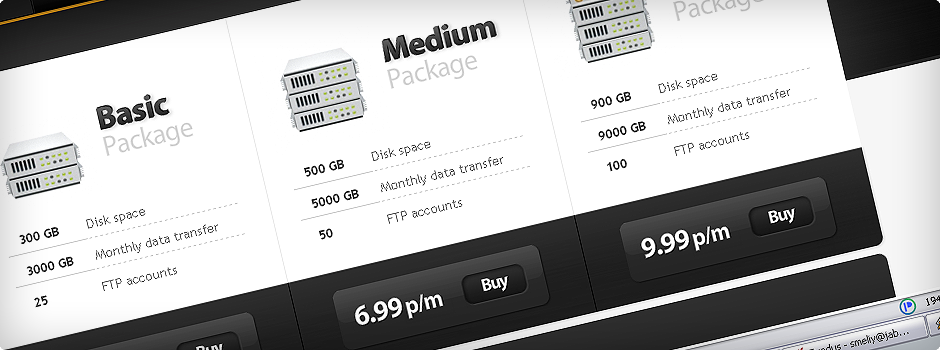 Basic
Package
300 GB Disk space
3000 GB Monthly data transfer
25 FTP accounts
Buy
Medium
Package
500 GB Disk space
5000 GB Monthly data transfer
50 FTP accounts
6.99 p/m Buy
Package
900 GB Disk space
9000 GB Monthly data transfer
100 FTP accounts
9.99 p/m Buy
smeliy@jab...